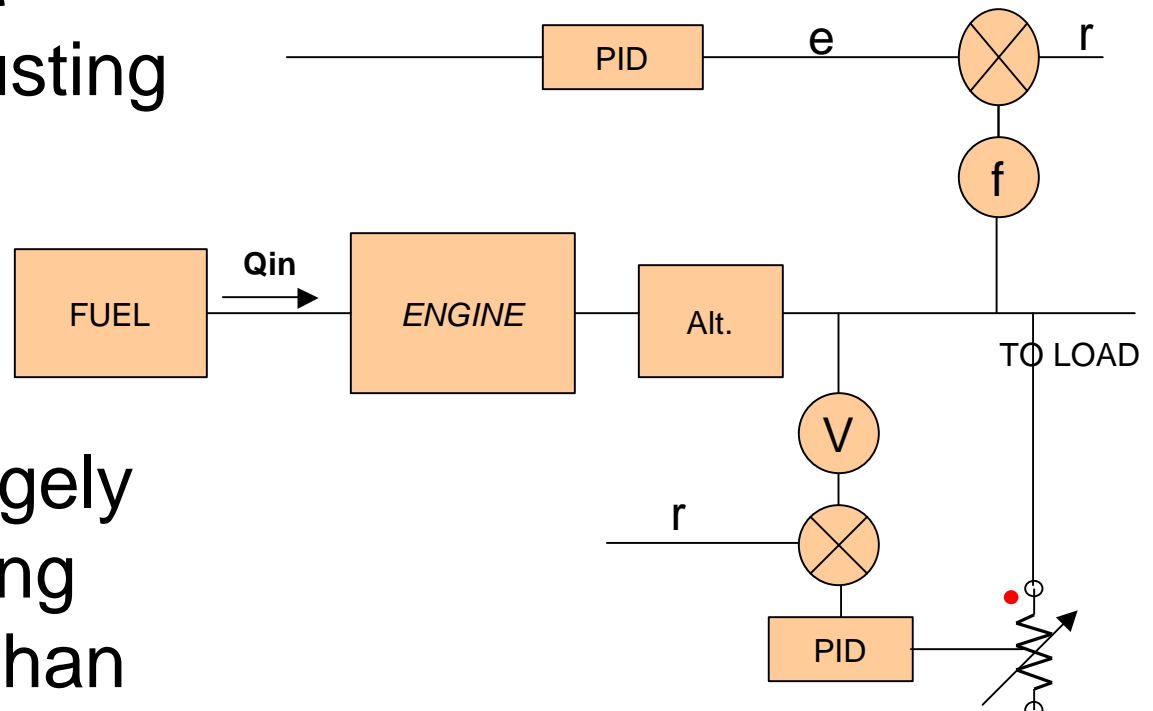 usting
PID
e
r
f
Qin
FUEL
ENGINE
Alt.
TO LOAD
V
gely
r
ng
han
PID